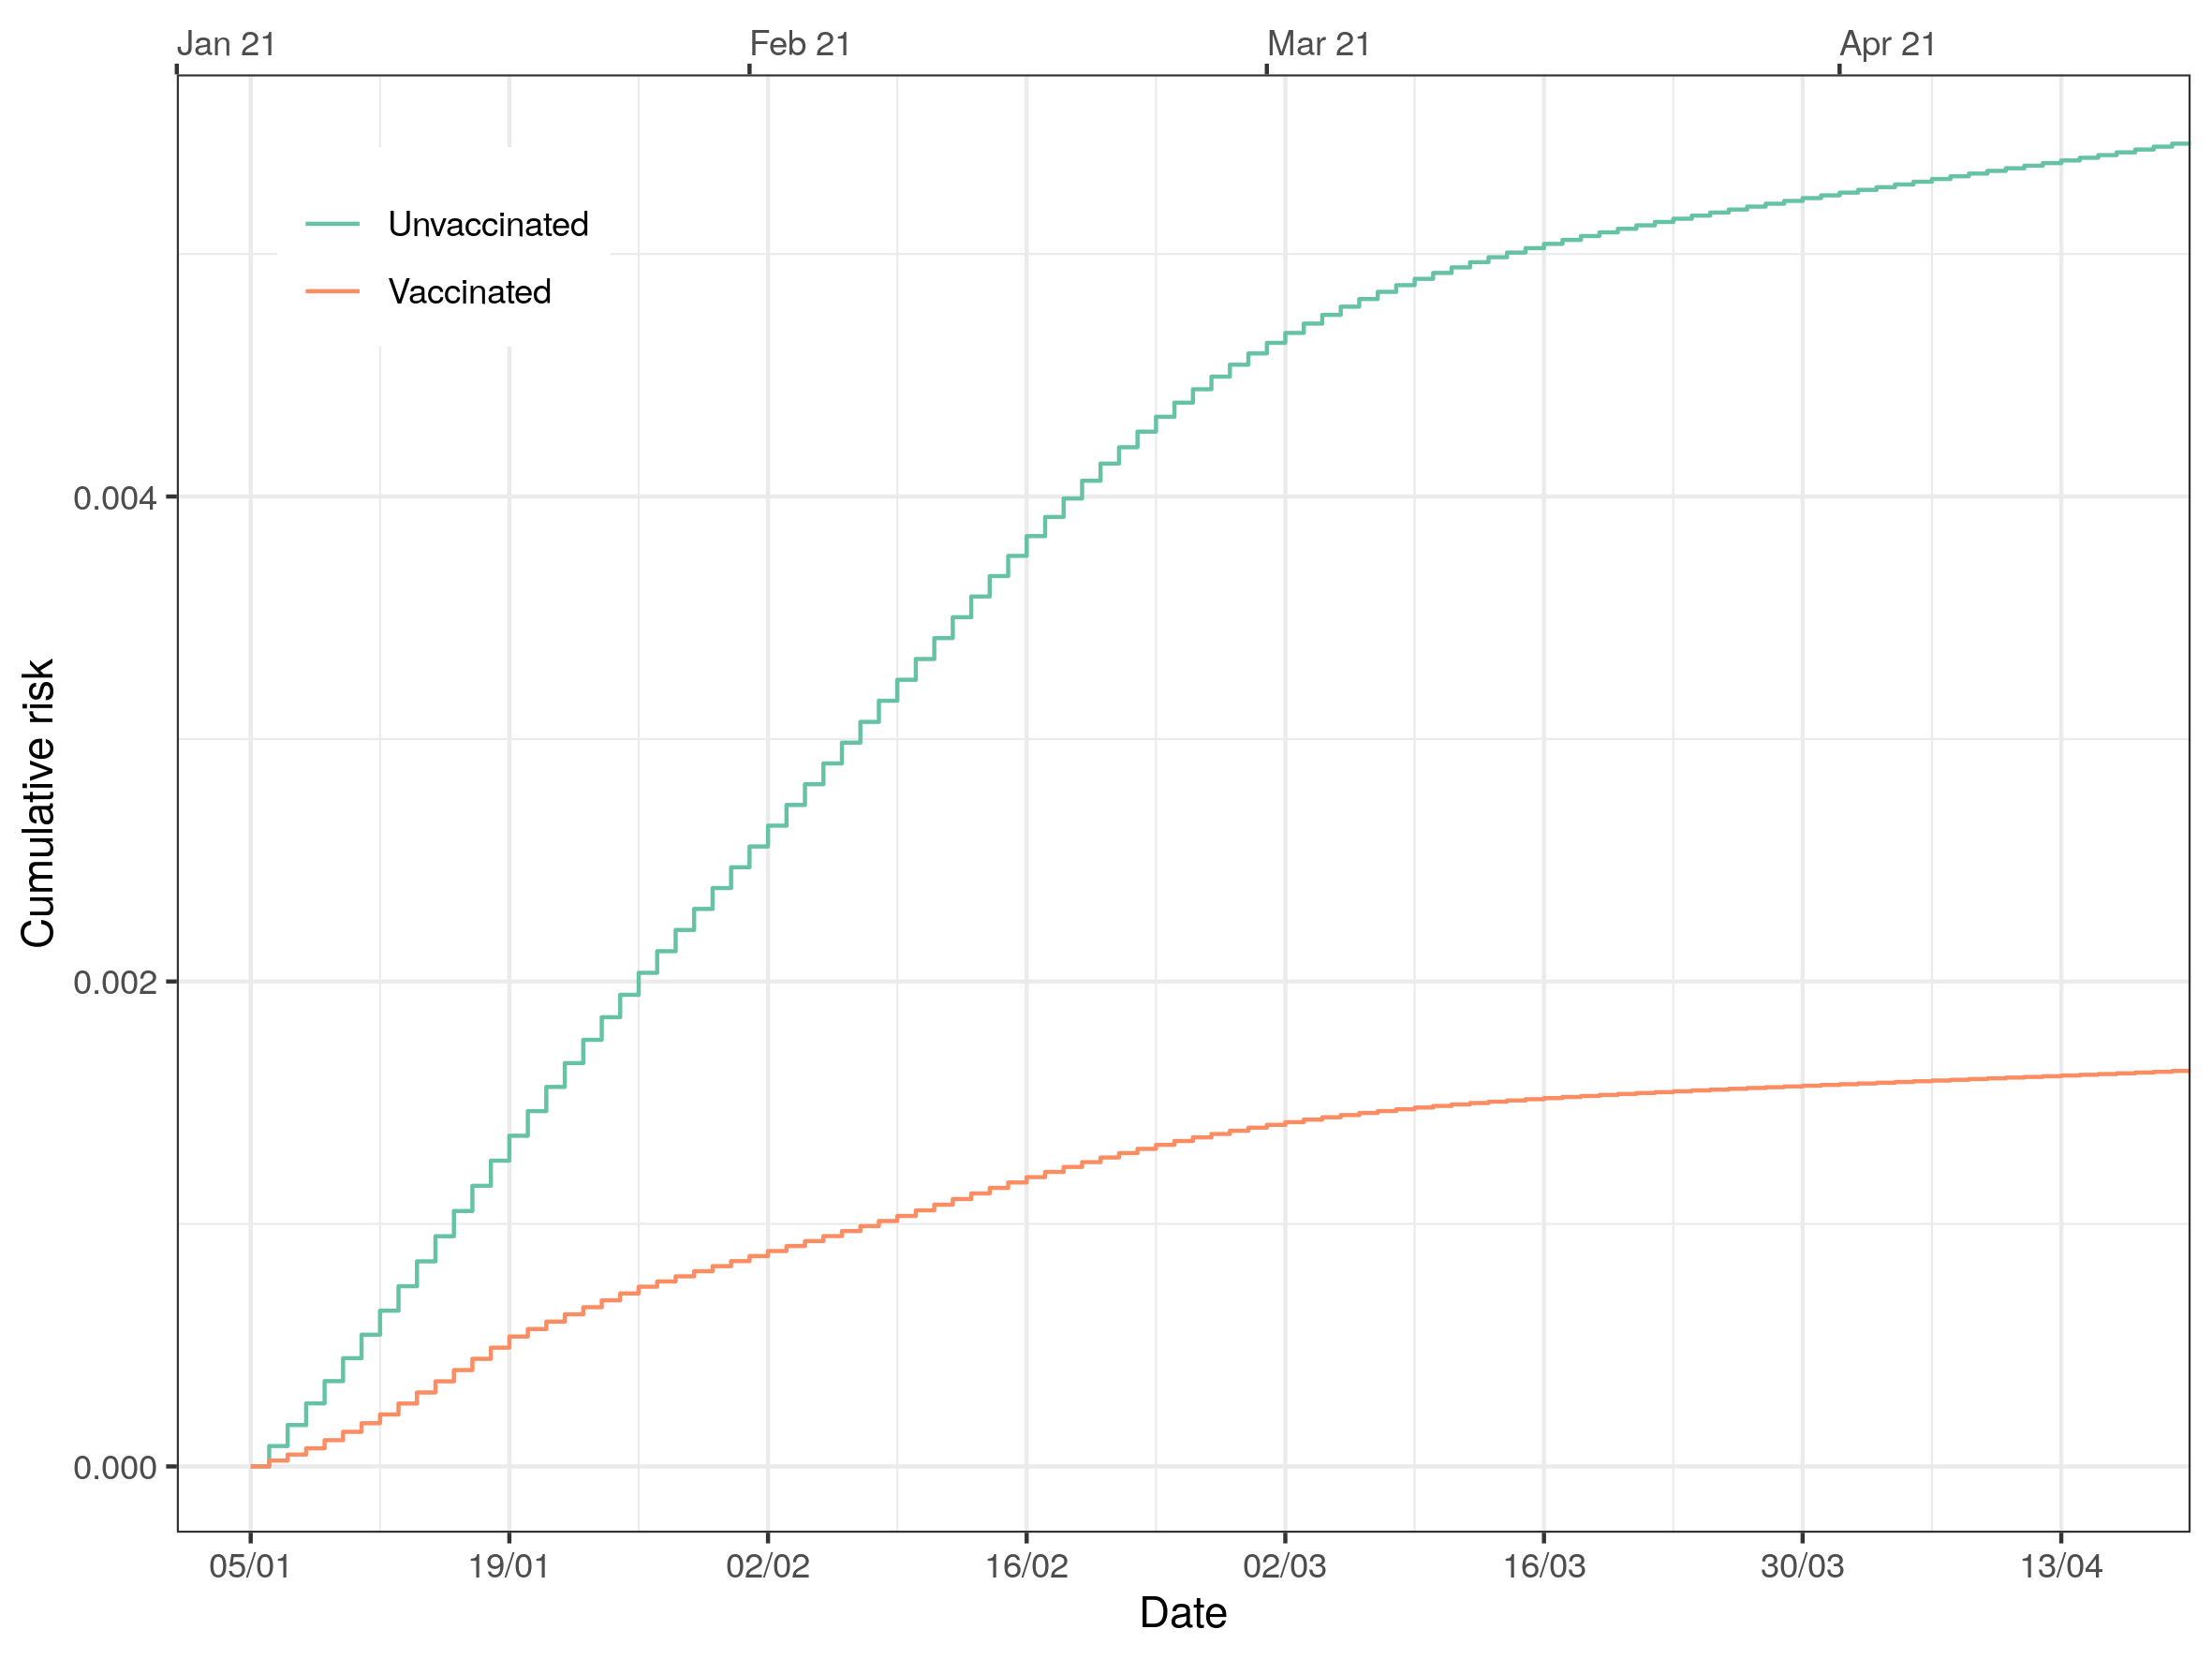 Jan 21 Feb 21 Mar 21 Apr 21
Unvaccinated
Vaccinated
0.004
0.002
0.000
Cumulative risk
05/01 19/01 02/02 16/02 02/03 16/03 30/03 13/04
Date